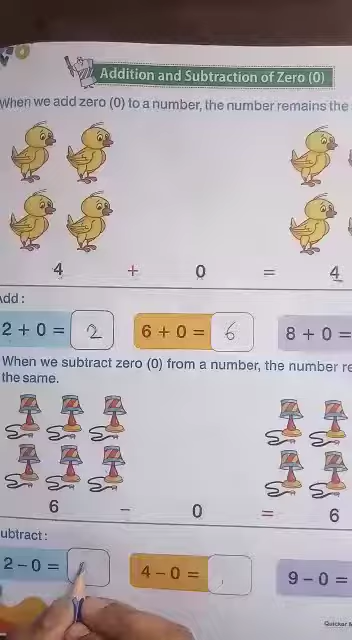 Addition and Subtraction of Zero (0)
When we add zero (0) to a number, the number remains the
4 + 0 = 4
Add :
2 + 0 = 2 6 + 0 = 6 8 + 0 =
When we subtract zero (0) from a number, the number re
the same.
6 - 0 = 6
ubtract :
2 - 0 = 4 - 0 = 9 - 0 =
Quicker